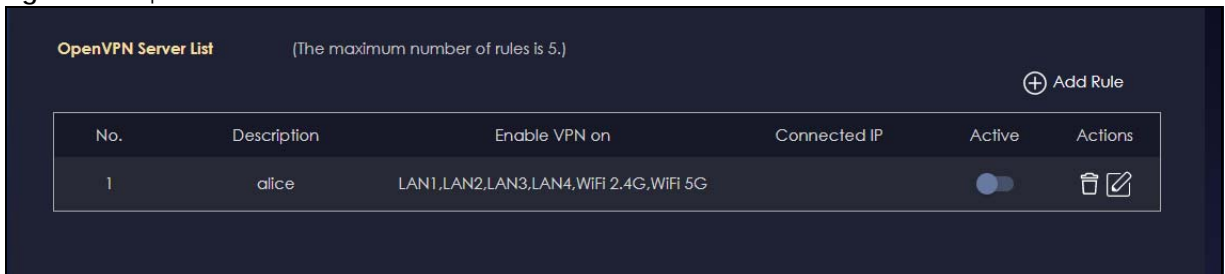 OpenVPN Server List (The maximum number of rules is 5.)
Add Rule
No. Description Enable VPN on Connected IP Active Actions
1 alice LAN1,LAN2,LAN3,LAN4,WiFi 2.4G,WiFi 5G